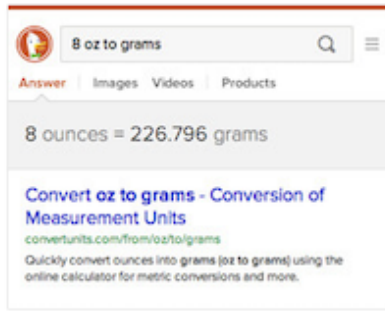 8 oz to grams
Answer Images Videos Products
8 ounces = 226.796 grams
Convert oz to grams - Conversion of
Measurement Units
convertunits.com/from/oz/to/grams
Quickly convert ounces into grams (oz to grams) using the
online calculator for metric conversions and more.